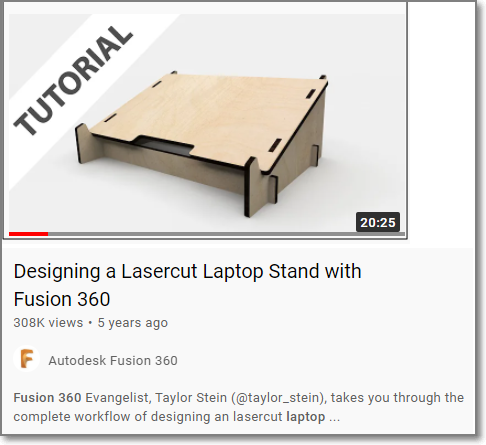 TUTORIAL
20:25
Designing a Lasercut Laptop Stand with
Fusion 360
308K views • 5 years ago
F
Autodesk Fusion 360
Fusion 360 Evangelist, Taylor Stein (@taylor_stein), takes you through the
complete workflow of designing an lasercut laptop ...